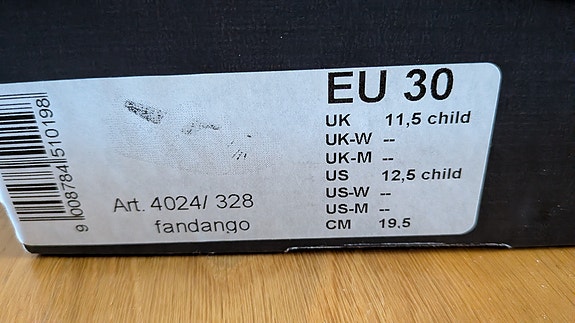 EU 30
UK 11,5 child
UK-W --
UK-M --
US 12,5 child
US-W --
US-M --
CM 19,5
Art. 4024/ 328
fandango
9 008784 510198